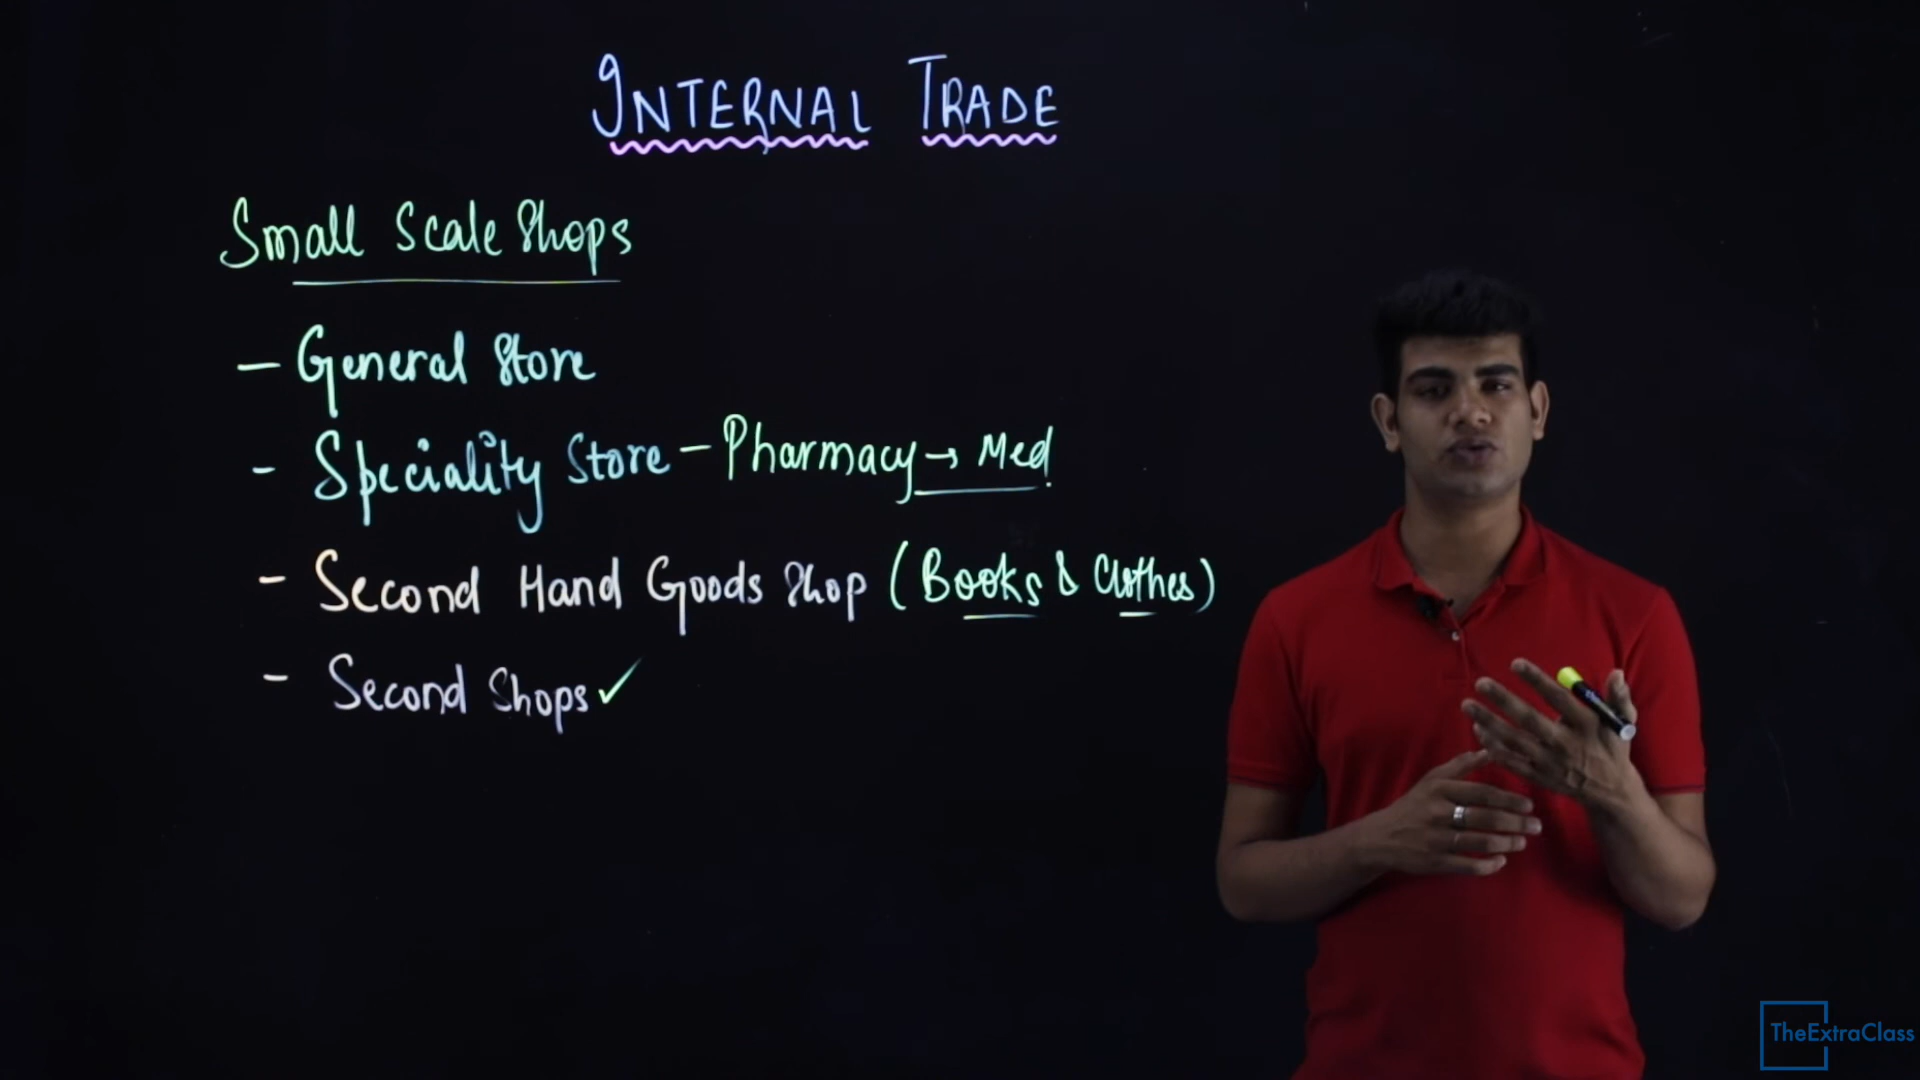 INTERNAL TRADE
Small Scale Shops
- General Store
- Speciality Store - Pharmacy → Med
- Second Hand Goods Shop (Books & Clothes)
- Second Shops ✓
TheExtraClass